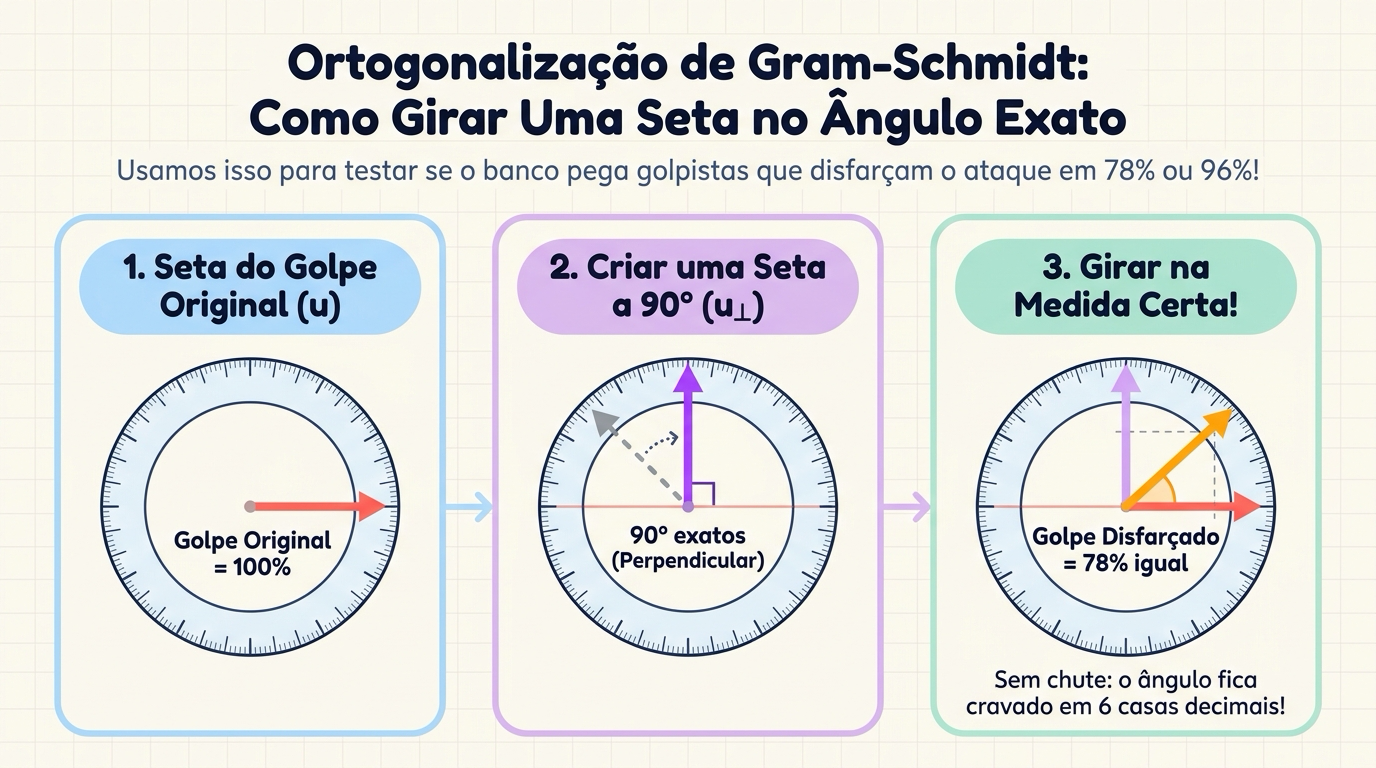 Ortogonalização de Gram-Schmidt:
Como Girar Uma Seta no Ângulo Exato
Usamos isso para testar se o banco pega golpistas que disfarçam o ataque em 78% ou 96%!
1. Seta do Golpe
Original (u)
Golpe Original
= 100%
2. Criar uma Seta
a 90° (u⊥)
90° exatos
(Perpendicular)
3. Girar na
Medida Certa!
Golpe Disfarçado
= 78% igual
Sem chute: o ângulo fica
cravado em 6 casas decimais!